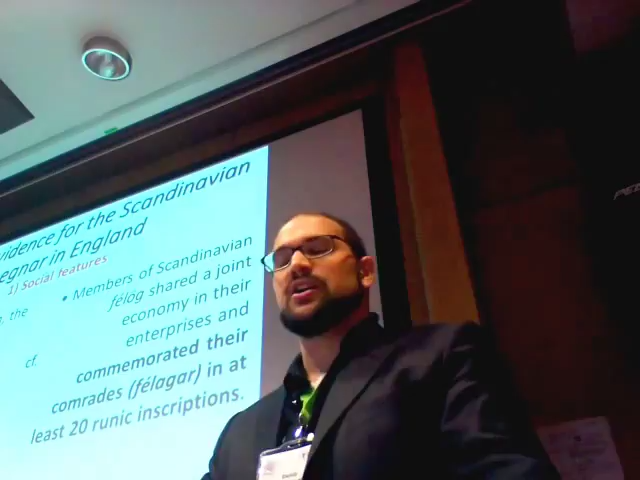 vidence for the Scandinavian
egnar in England
1) Social features
, the
• Members of Scandinavian
félag shared a joint
economy in their
cf.
enterprises and
commemorated their
comrades (félagar) in at
least 20 runic inscriptions.